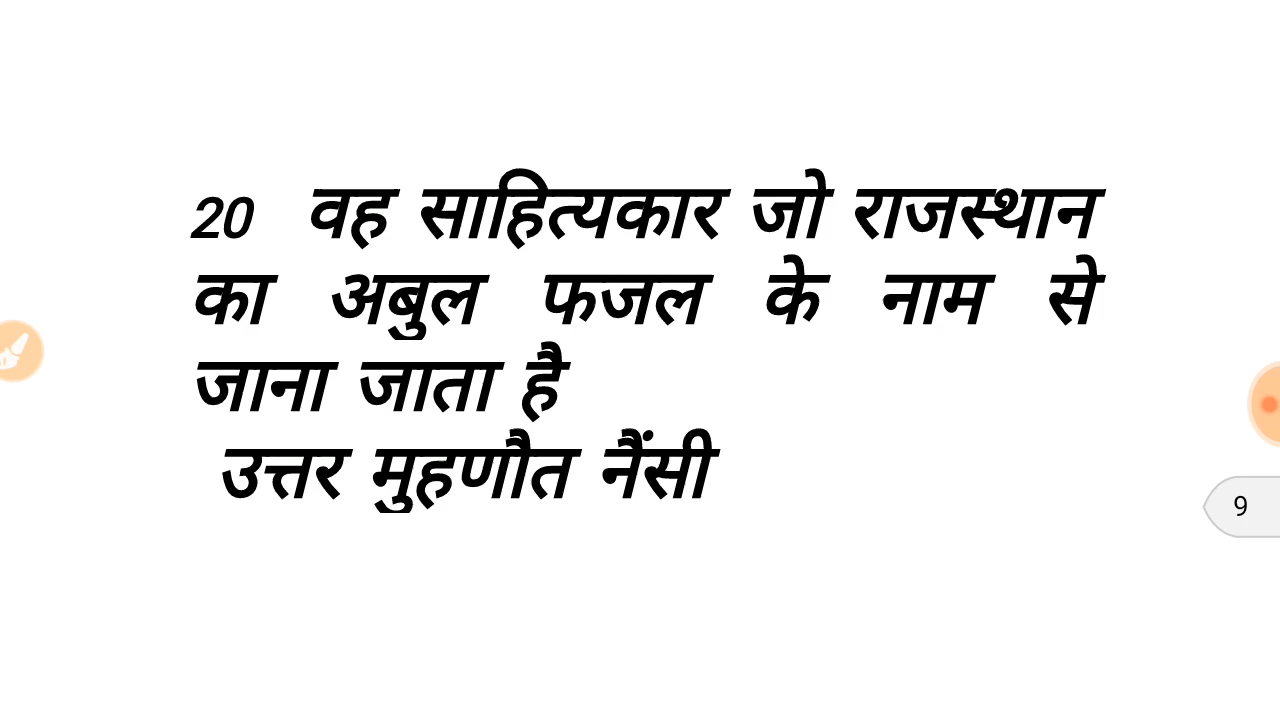 20 वह साहित्यकार जो राजस्थान
का अबुल फजल के नाम से
जाना जाता है
उत्तर मुहणौत नैंसी
9